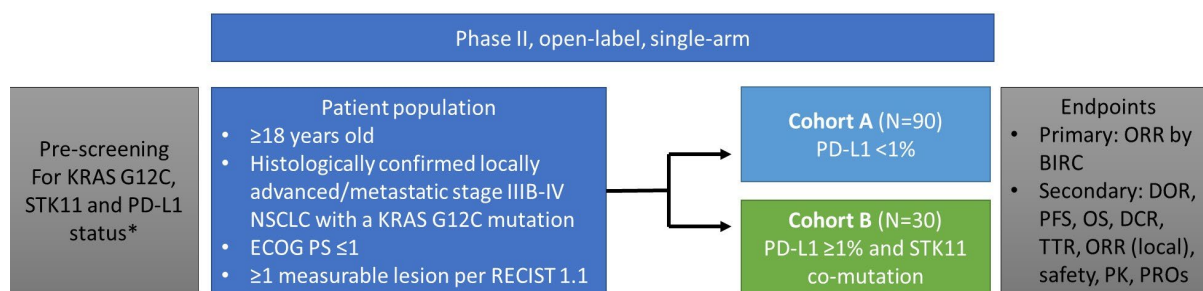 Phase II, open-label, single-arm
Pre-screening
For KRAS G12C,
STK11 and PD-L1
status*
Patient population
• ≥18 years old
• Histologically confirmed locally
advanced/metastatic stage IIIB-IV
NSCLC with a KRAS G12C mutation
• ECOG PS ≤1
• ≥1 measurable lesion per RECIST 1.1
Cohort A (N=90)
PD-L1 <1%
Cohort B (N=30)
PD-L1 ≥1% and STK11
co-mutation
Endpoints
• Primary: ORR by
BIRC
• Secondary: DOR,
PFS, OS, DCR,
TTR, ORR (local),
safety, PK, PROs